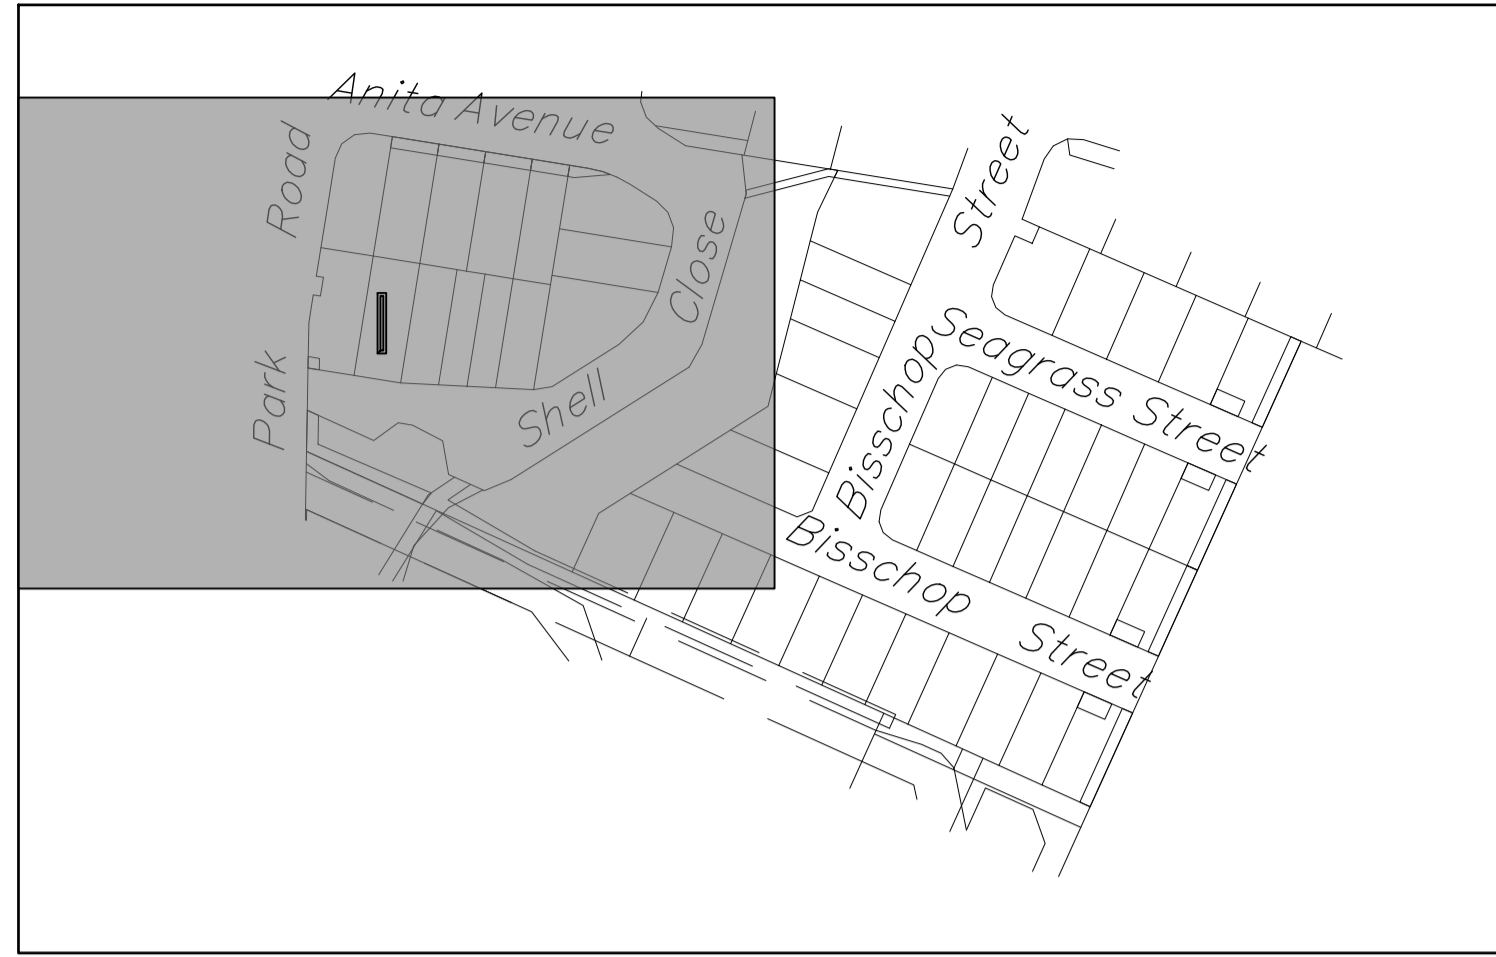 Anita Avenue
Park Road
Shell Close
Bisschop Street
Seagrass Street
Bisschop Street